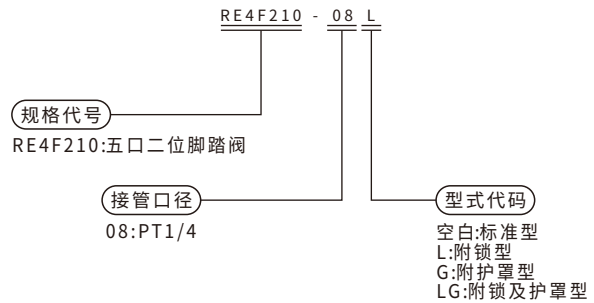 RE4F210 - 08 L
规格代号
RE4F210:五口二位脚踏阀
接管口径
08:PT1/4
型式代码
空白:标准型
L:附锁型
G:附护罩型
LG:附锁及护罩型